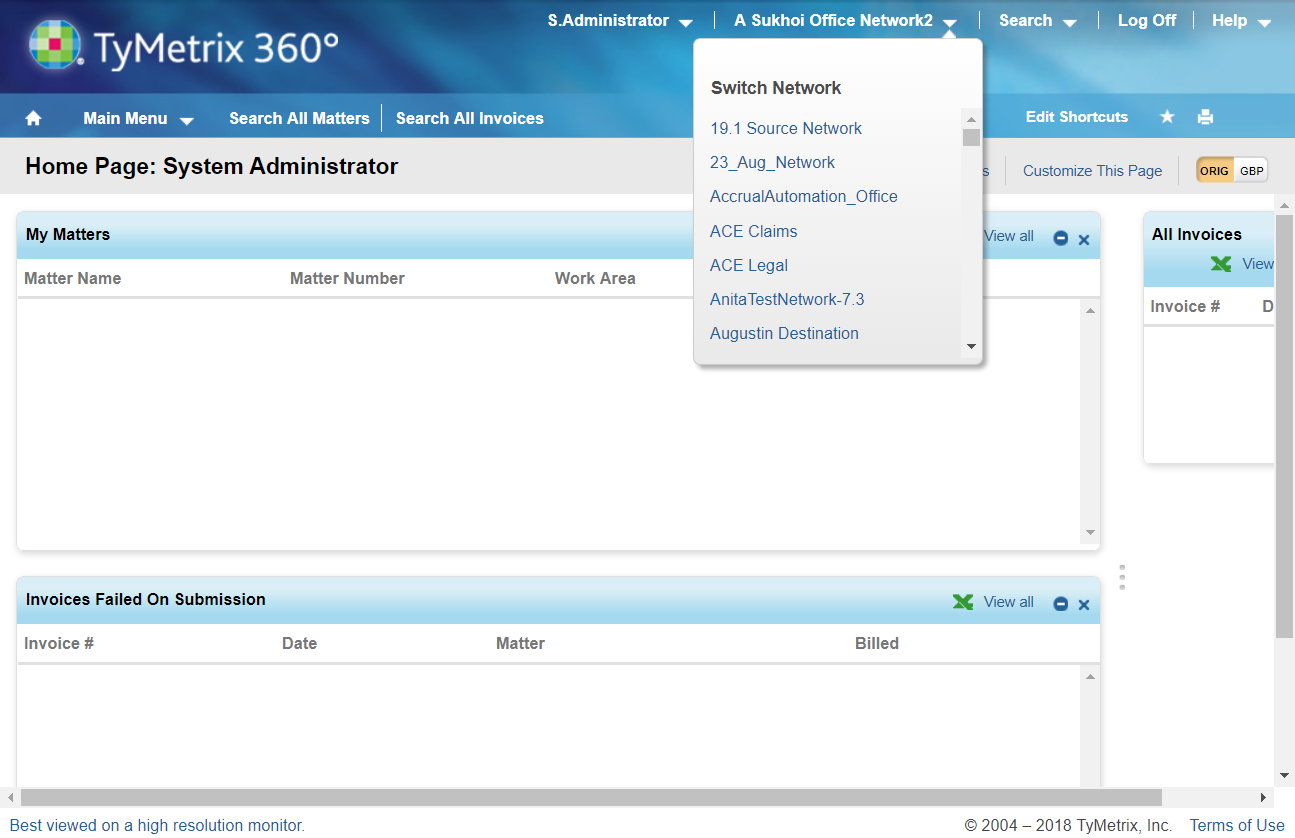 S.Administrator
A Sukhoi Office Network2
Search
Log Off
Help
TyMetrix 360°
Main Menu
Search All Matters
Search All Invoices
Edit Shortcuts
Switch Network
19.1 Source Network
23_Aug_Network
AccrualAutomation_Office
ACE Claims
ACE Legal
AnitaTestNetwork-7.3
Augustin Destination
Home Page: System Administrator
Customize This Page
ORIG GBP
My Matters
View all
Matter Name Matter Number Work Area
All Invoices
View
Invoice # D
Invoices Failed On Submission
View all
Invoice # Date Matter Billed
Best viewed on a high resolution monitor.
© 2004 – 2018 TyMetrix, Inc. Terms of Use